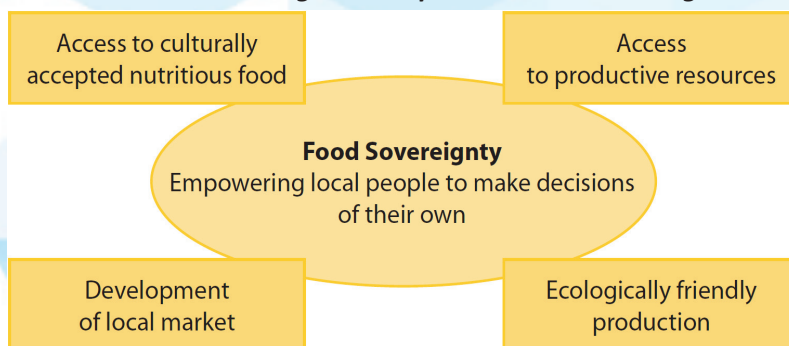 Access to culturally
accepted nutritious food
Access
to productive resources
Food Sovereignty
Empowering local people to make decisions
of their own
Development
of local market
Ecologically friendly
production